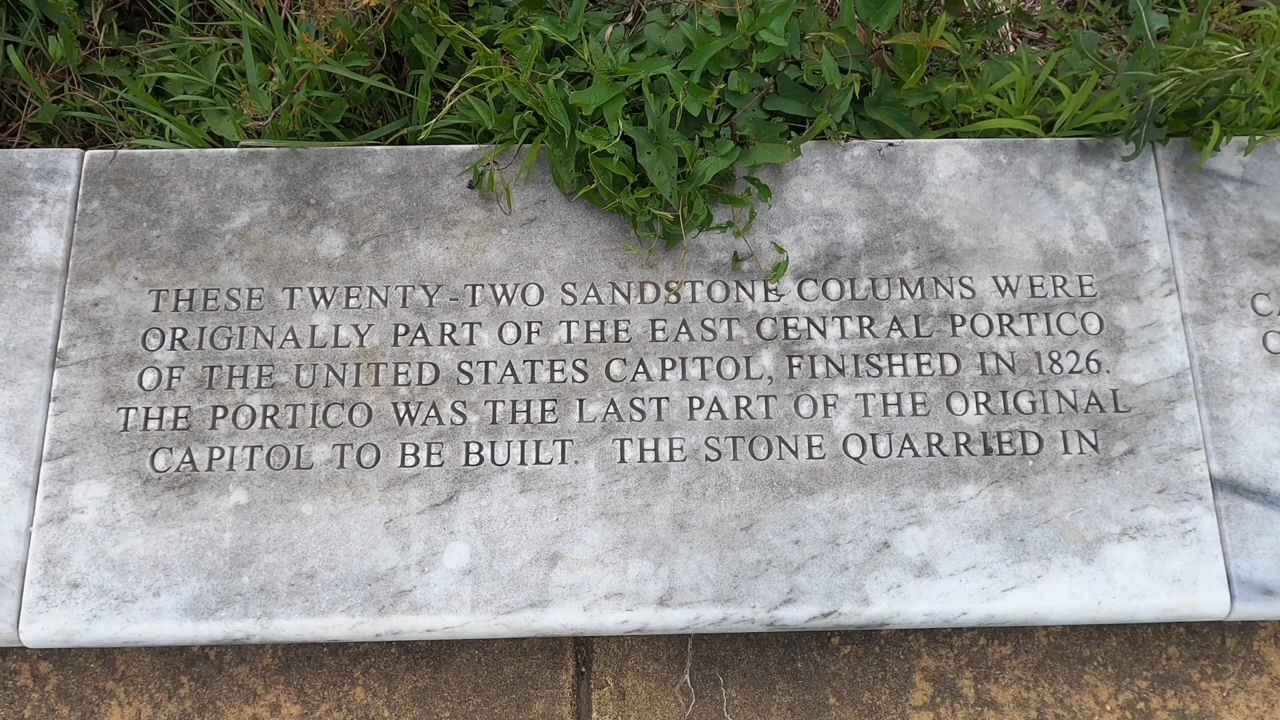 THESE TWENTY-TWO SANDSTONE COLUMNS WERE
ORIGINALLY PART OF THE EAST CENTRAL PORTICO
OF THE UNITED STATES CAPITOL, FINISHED IN 1826.
THE PORTICO WAS THE LAST PART OF THE ORIGINAL
CAPITOL TO BE BUILT. THE STONE QUARRIED IN